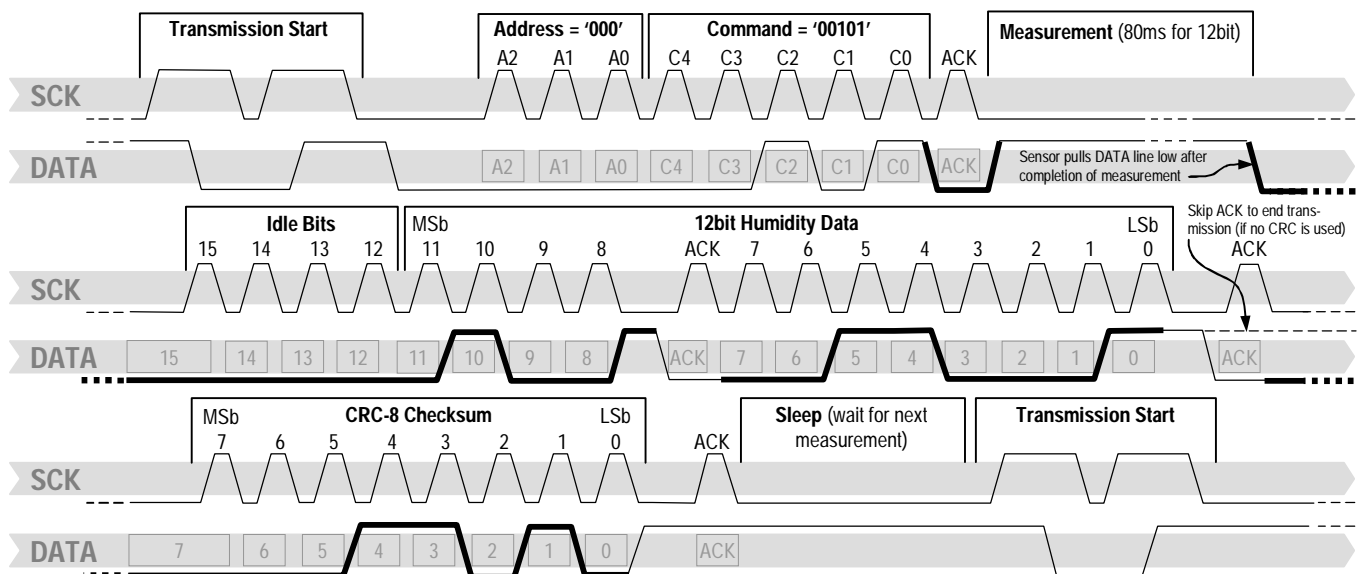 Transmission Start
Address = ‘000’
Command = ‘00101’
Measurement (80ms for 12bit)
A2 A1 A0 C4 C3 C2 C1 C0 ACK
SCK
DATA
A2 A1 A0 C4 C3 C2 C1 C0 ACK
Sensor pulls DATA line low after
completion of measurement
Idle Bits
MSb
12bit Humidity Data
LSb
Skip ACK to end trans-
mission (if no CRC is used)
15 14 13 12 11 10 9 8 ACK 7 6 5 4 3 2 1 0 ACK
SCK
DATA
15 14 13 12 11 10 9 8 ACK 7 6 5 4 3 2 1 0 ACK
MSb
CRC-8 Checksum
LSb
Sleep (wait for next
measurement)
Transmission Start
7 6 5 4 3 2 1 0 ACK
SCK
DATA
7 6 5 4 3 2 1 0 ACK